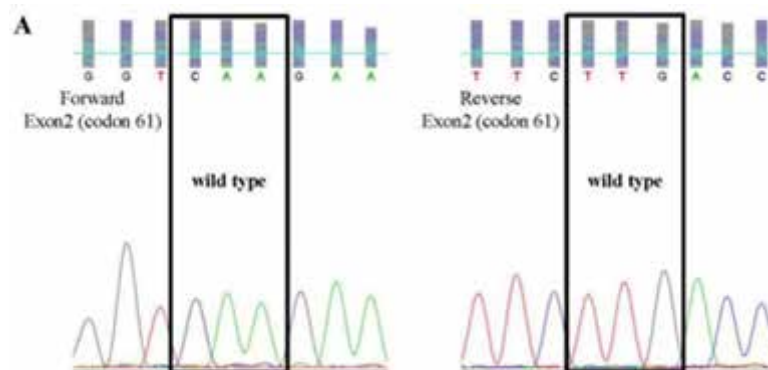 A
G G T C A A G A A
Forward
Exon2 (codon 61)
wild type
T T C T T G A C C
Reverse
Exon2 (codon 61)
wild type